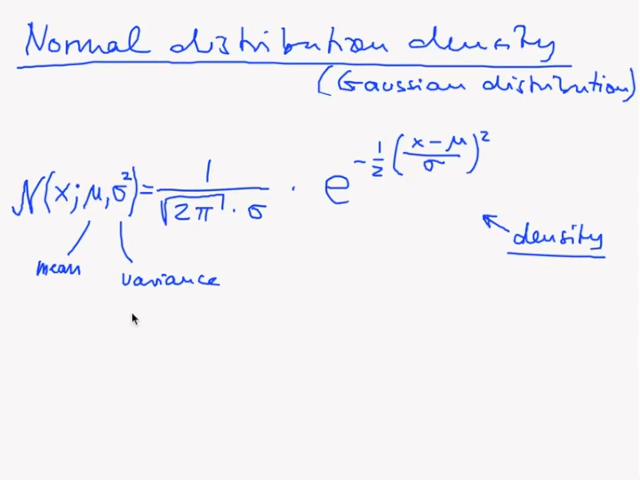 Normal distribution density
(Gaussian distribution)
N(x; μ, σ²) = 1/(√2π · σ) · e^(-1/2 ((x-μ)/σ)²)
density
mean
variance